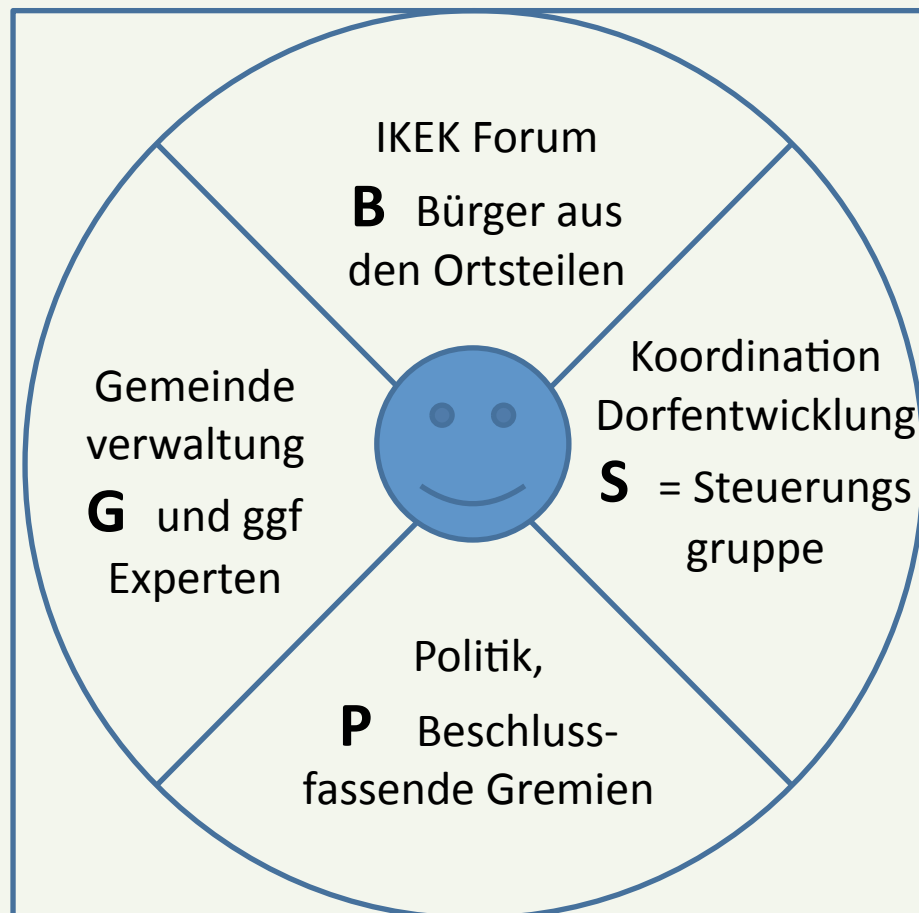 IKEK Forum
B Bürger aus
den Ortsteilen
Koordination
Dorfentwicklung
S = Steuerungs
gruppe
Gemeinde
verwaltung
G und ggf
Experten
Politik,
P Beschluss-
fassende Gremien